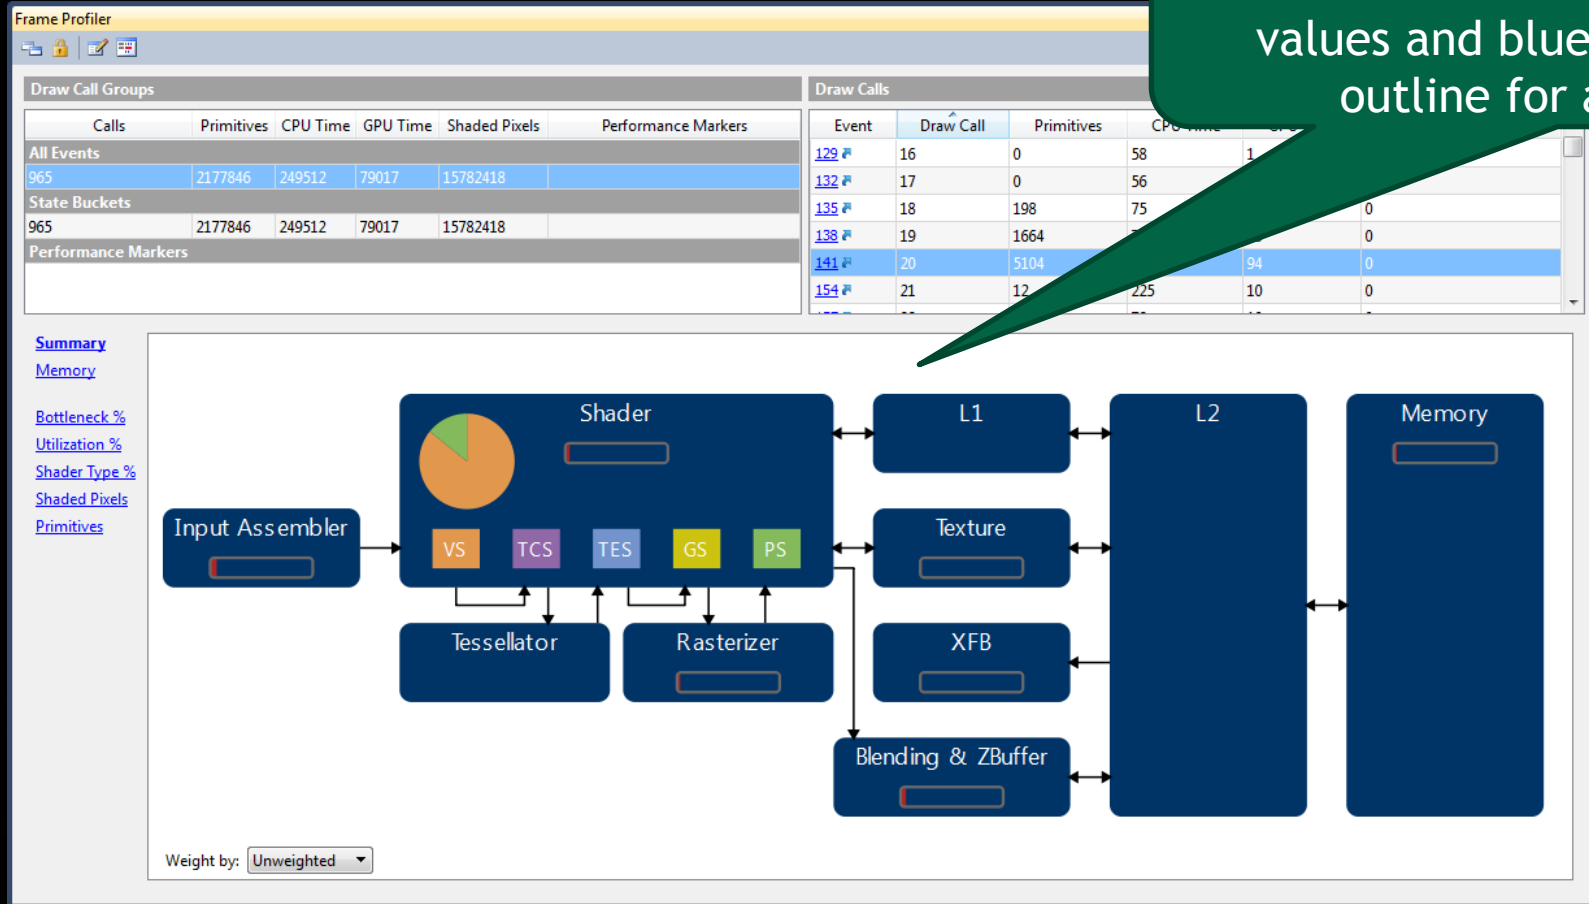 values and blue
outline for a
Frame Profiler
Draw Call Groups
Calls Primitives CPU Time GPU Time Shaded Pixels Performance Markers
All Events
965 2177846 249512 79017 15782418
State Buckets
965 2177846 249512 79017 15782418
Performance Markers
Draw Calls
Event Draw Call Primitives
129 16 0 58 1
132 17 0 56
135 18 198 75 0
138 19 1664 0
141 20 5104 94 0
154 21 12 225 10 0
Summary
Memory
Bottleneck %
Utilization %
Shader Type %
Shaded Pixels
Primitives
Input Assembler
Shader
VS TCS TES GS PS
Tessellator
Rasterizer
L1
Texture
XFB
Blending & ZBuffer
L2
Memory
Weight by: Unweighted